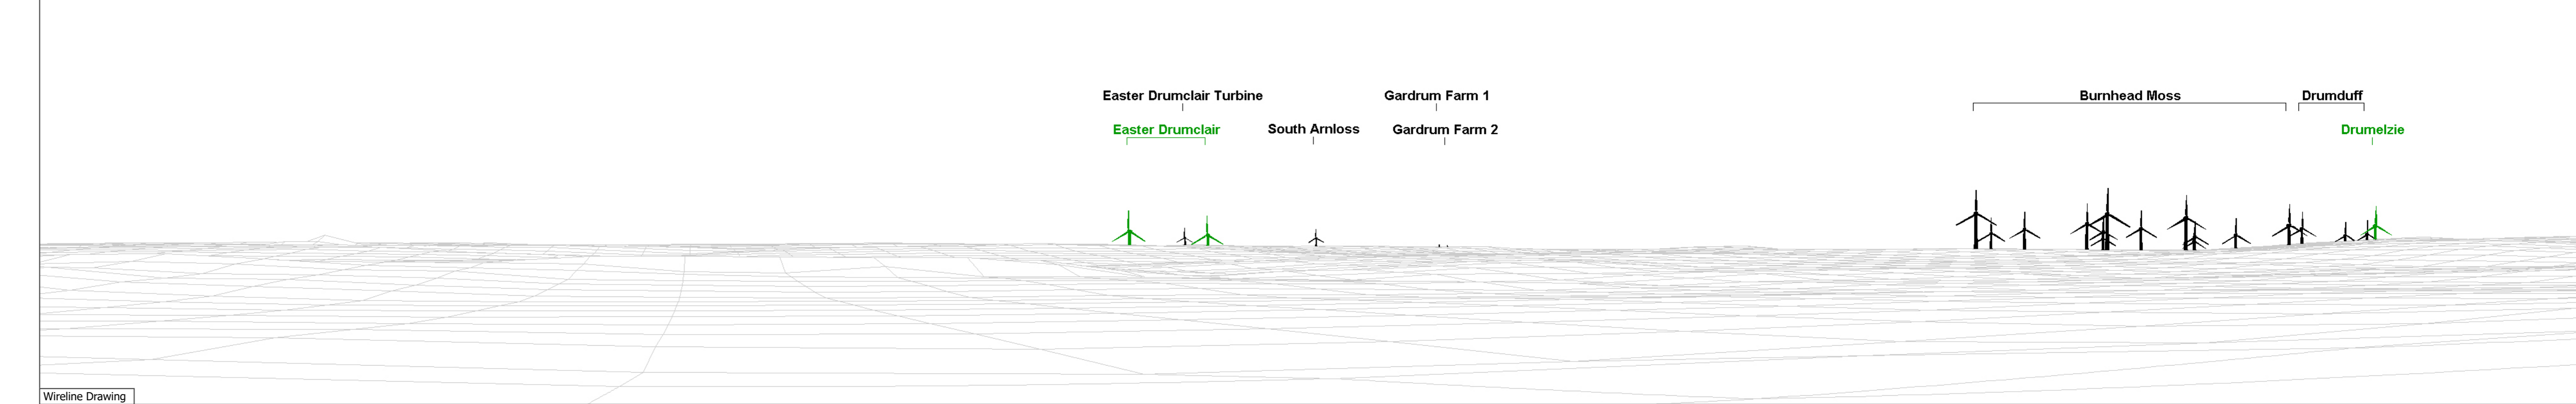 Easter Drumclair Turbine
Gardrum Farm 1
Burnhead Moss
Drumduff
Easter Drumclair
South Arnloss
Gardrum Farm 2
Drumelzie
Wireline Drawing